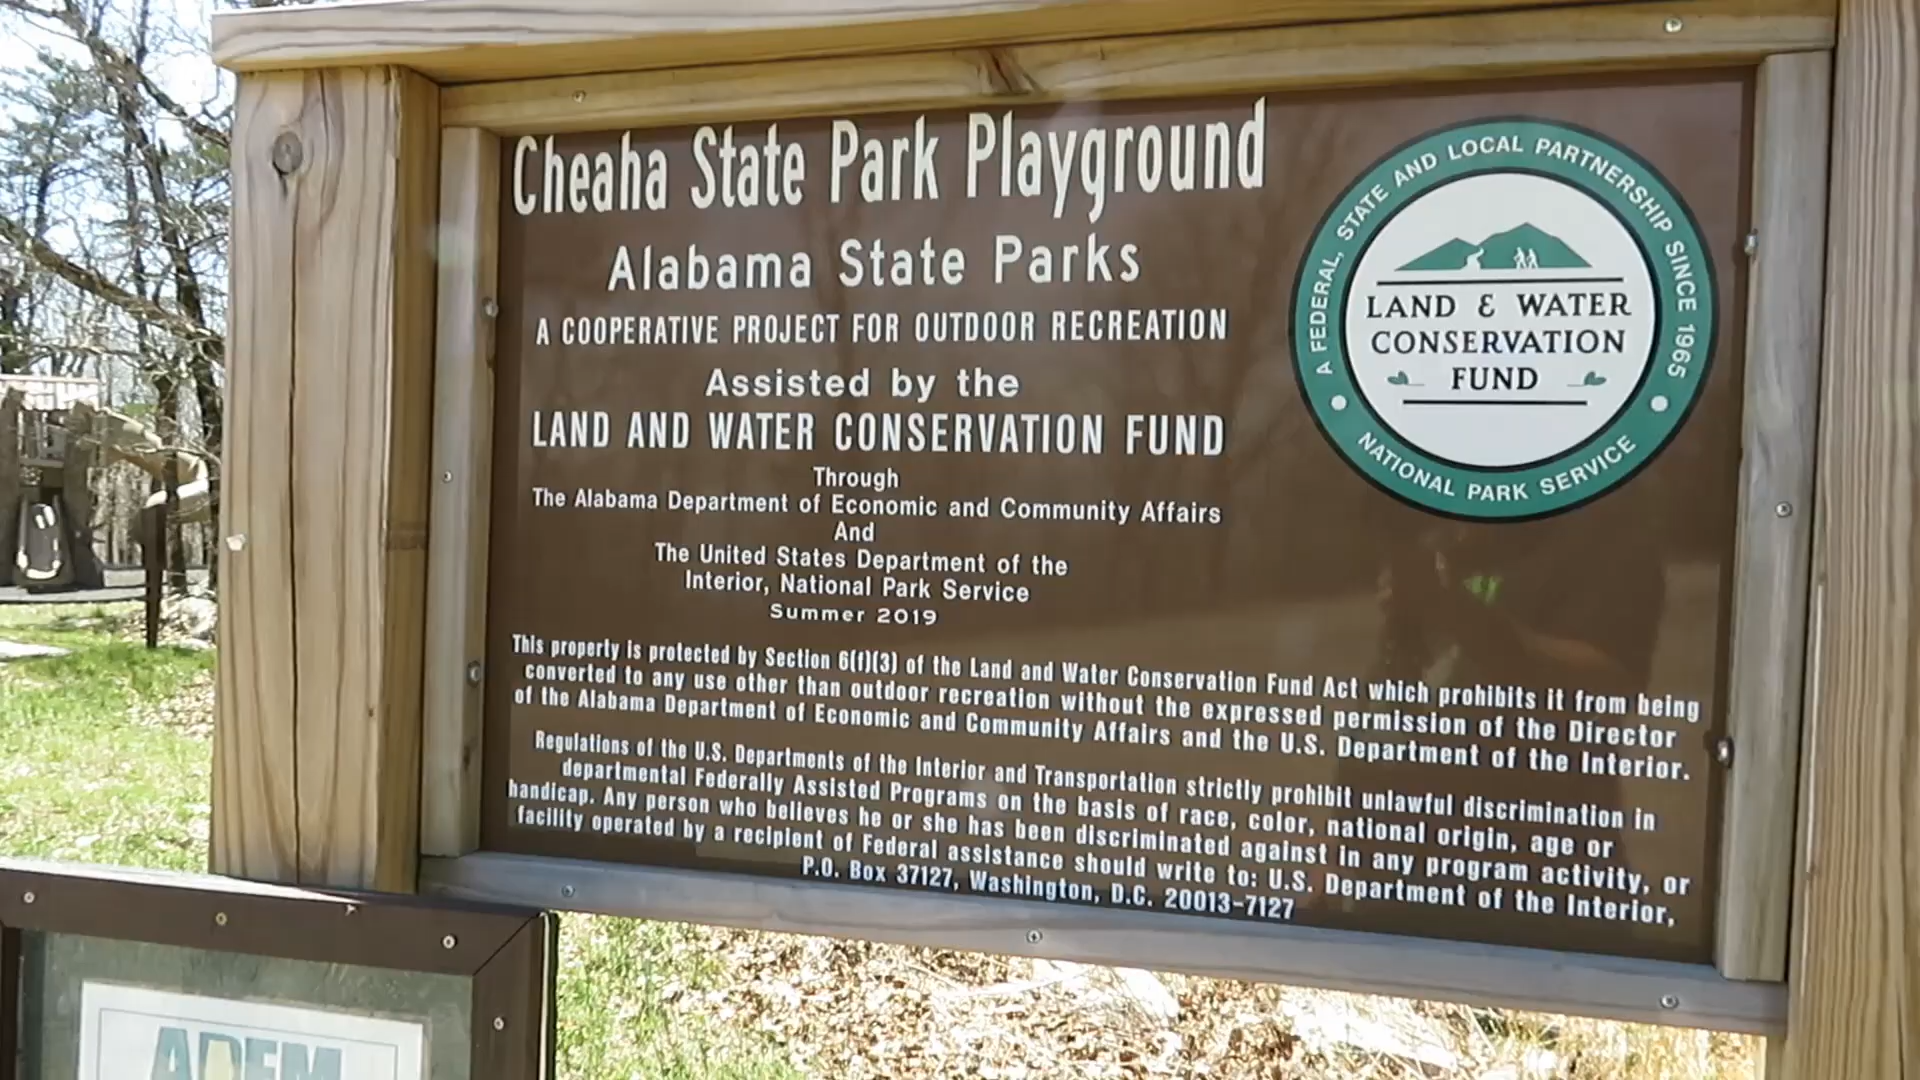 Cheaha State Park Playground
Alabama State Parks
A COOPERATIVE PROJECT FOR OUTDOOR RECREATION
Assisted by the
LAND AND WATER CONSERVATION FUND
Through
The Alabama Department of Economic and Community Affairs
And
The United States Department of the
Interior, National Park Service
Summer 2019
This property is protected by Section 6(f)(3) of the Land and Water Conservation Fund Act which prohibits it from being
converted to any use other than outdoor recreation without the expressed permission of the Director
of the Alabama Department of Economic and Community Affairs and the U.S. Department of the Interior.
Regulations of the U.S. Departments of the Interior and Transportation strictly prohibit unlawful discrimination in
departmental Federally Assisted Programs on the basis of race, color, national origin, age or
handicap. Any person who believes he or she has been discriminated against in any program activity, or
facility operated by a recipient of Federal assistance should write to: U.S. Department of the Interior,
P.O. Box 37127, Washington, D.C. 20013-7127
A FEDERAL, STATE AND LOCAL PARTNERSHIP SINCE 1965
LAND & WATER
CONSERVATION
FUND
NATIONAL PARK SERVICE
ADEM